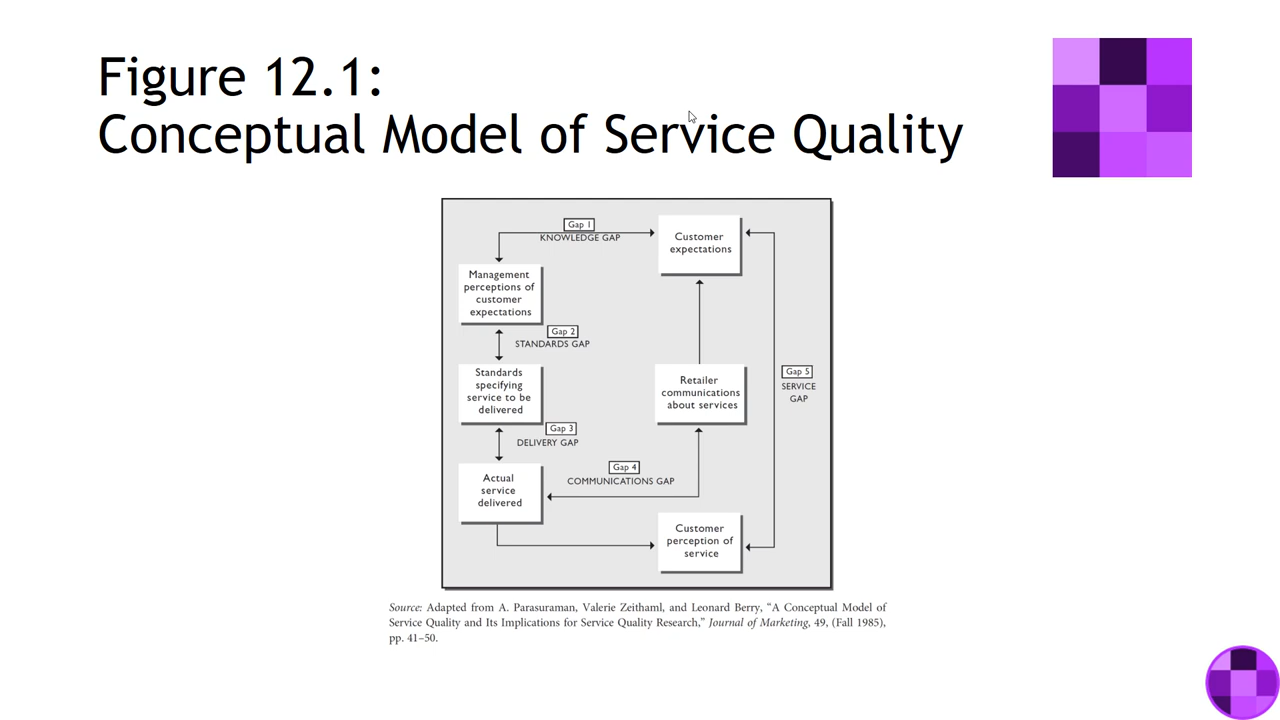 Figure 12.1:
Conceptual Model of Service Quality
Gap 1
KNOWLEDGE GAP
Customer
expectations
Management
perceptions of
customer
expectations
Gap 2
STANDARDS GAP
Standards
specifying
service to be
delivered
Retailer
communications
about services
Gap 5
SERVICE
GAP
Gap 3
DELIVERY GAP
Gap 4
COMMUNICATIONS GAP
Actual
service
delivered
Customer
perception of
service
Source: Adapted from A. Parasuraman, Valerie Zeithaml, and Leonard Berry, “A Conceptual Model of
Service Quality and Its Implications for Service Quality Research,” Journal of Marketing, 49, (Fall 1985),
pp. 41–50.